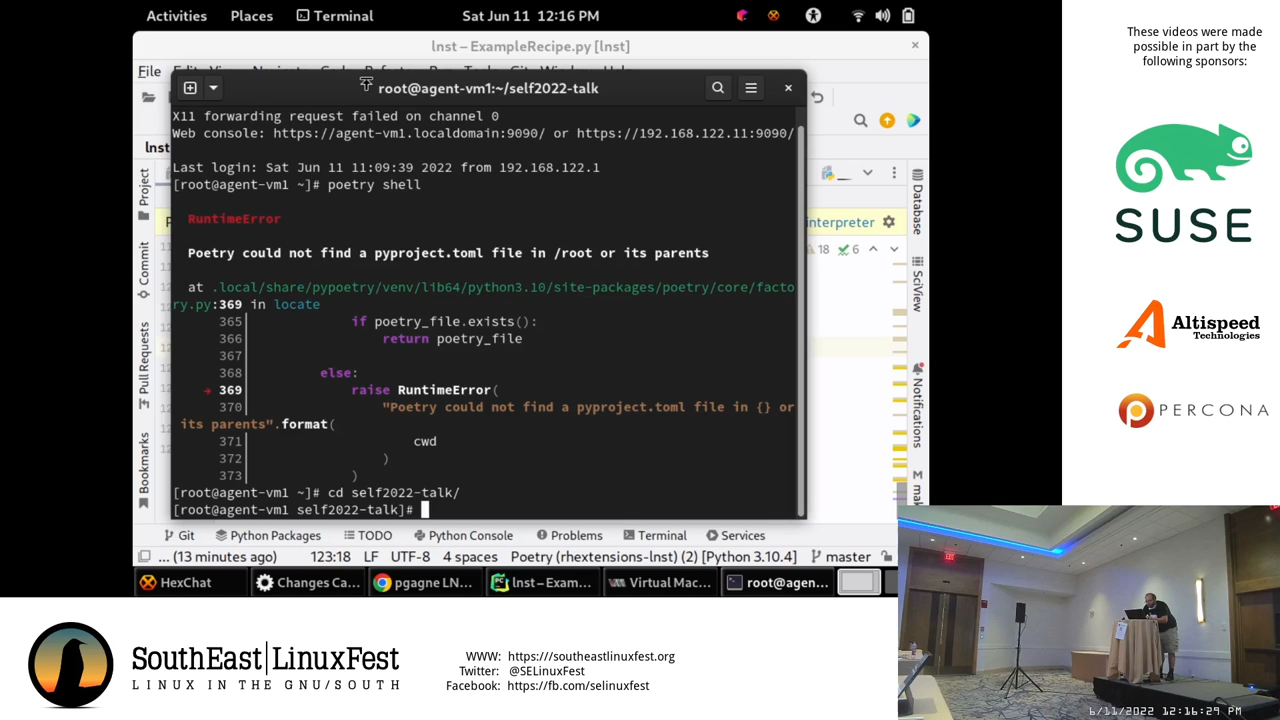 Activities Places Terminal Sat Jun 11 12:16 PM
lnst – ExampleRecipe.py [lnst]
File
root@agent-vm1:~/self2022-talk
X11 forwarding request failed on channel 0
Web console: https://agent-vm1.localdomain:9090/ or https://192.168.122.11:9090/
Last login: Sat Jun 11 11:09:39 2022 from 192.168.122.1
[root@agent-vm1 ~]# poetry shell
RuntimeError
Poetry could not find a pyproject.toml file in /root or its parents
at .local/share/pypoetry/venv/lib64/python3.10/site-packages/poetry/core/facto
ry.py:369 in locate
365│ if poetry_file.exists():
366│ return poetry_file
367│
368│ else:
→ 369│ raise RuntimeError(
370│ "Poetry could not find a pyproject.toml file in {} or
its parents".format(
371│ cwd
372│ )
373│ )
[root@agent-vm1 ~]# cd self2022-talk/
[root@agent-vm1 self2022-talk]#
lnst
Project
Commit
Pull Requests
Bookmarks
interpreter
18 6
Database
SciView
Notifications
Git Python Packages TODO Python Console Problems Terminal Services
... (13 minutes ago) 123:18 LF UTF-8 4 spaces Poetry (rhextensions-lnst) (2) [Python 3.10.4] master
HexChat Changes Ca... pgagne LN... lnst – Exam... Virtual Mac... root@agen...
These videos were made
possible in part by the
following sponsors:
SUSE
Altispeed
Technologies
PERCONA
SouthEast LinuxFest
LINUX IN THE GNU/SOUTH
WWW: https:///southeastlinuxfest.org
Twitter: @SELinuxFest
Facebook: https://fb.com/selinuxfest
6/11/2022 12:16:29 PM